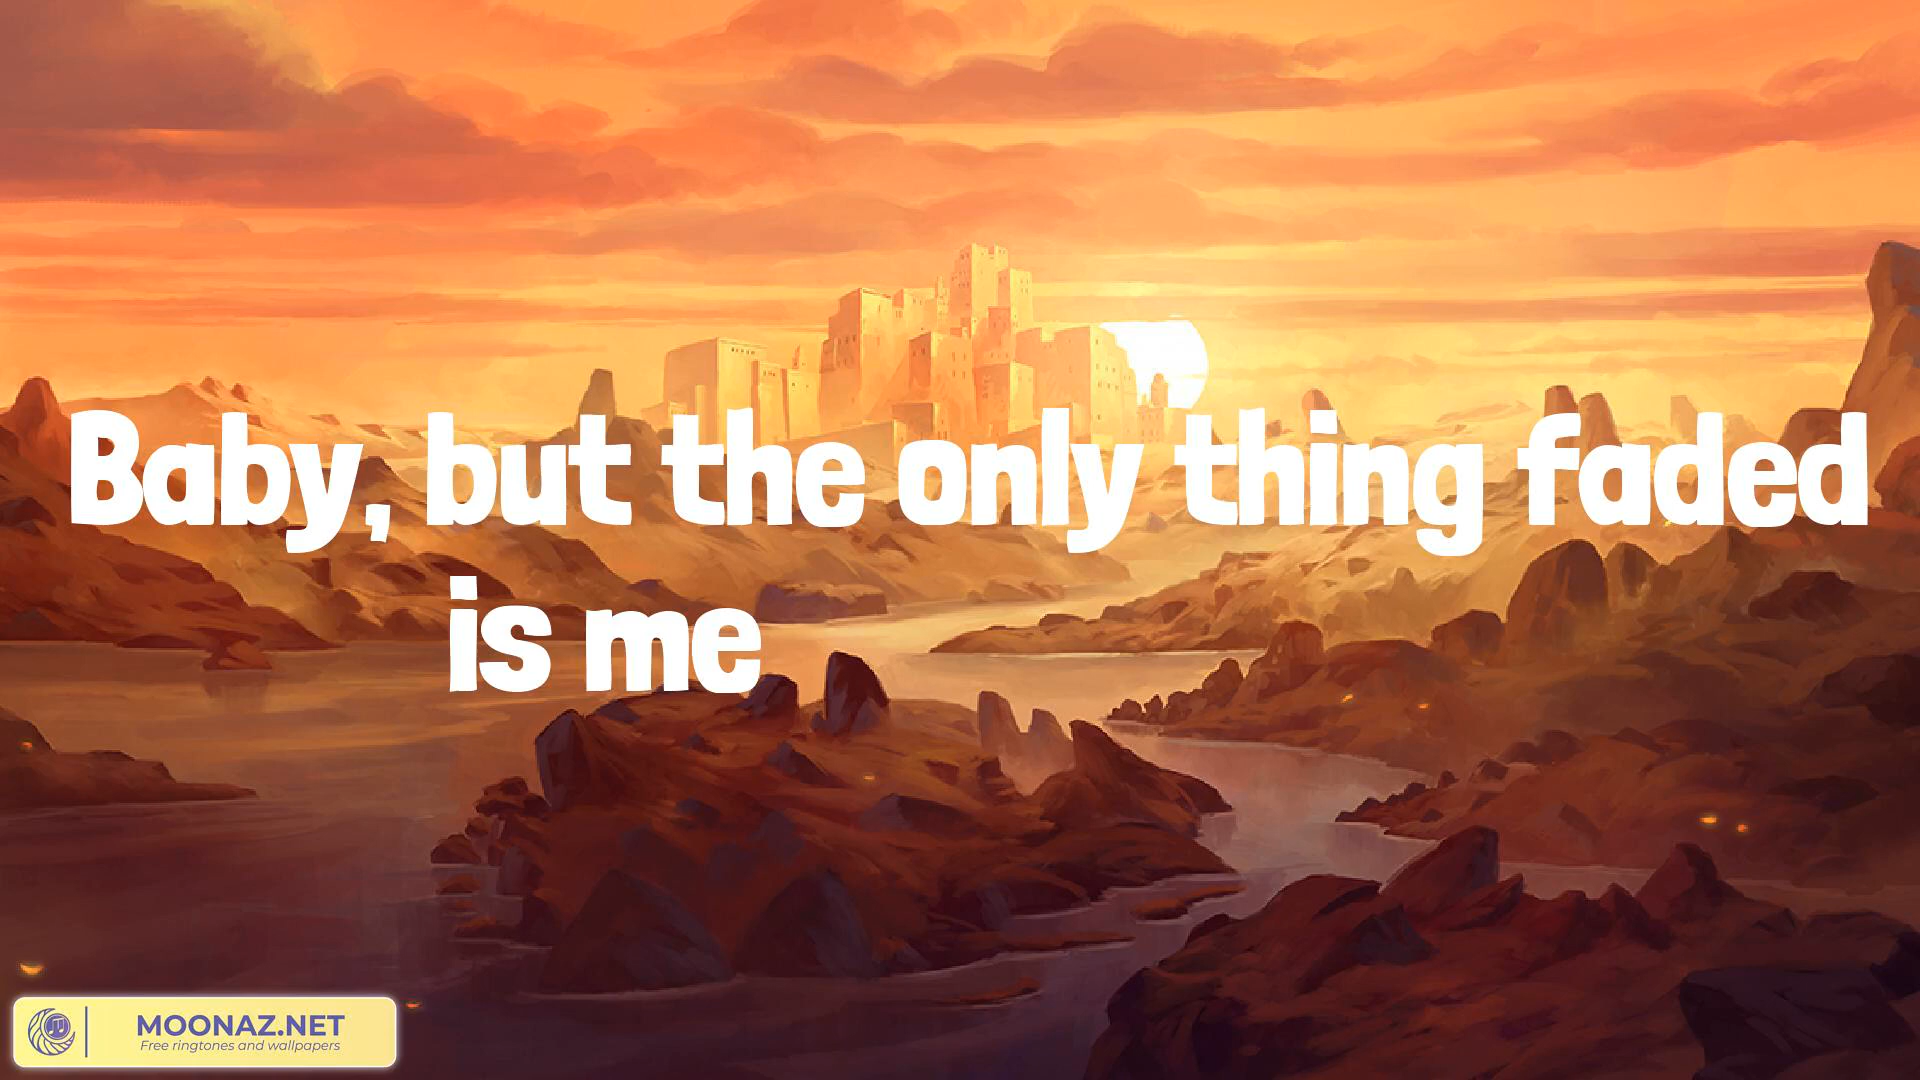 Baby, but the only thing faded
is me
MOONAZ.NET
Free ringtones and wallpapers